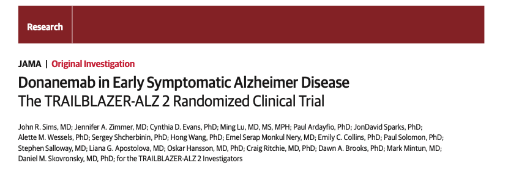 Research
JAMA | Original Investigation
Donanemab in Early Symptomatic Alzheimer Disease
The TRAILBLAZER-ALZ 2 Randomized Clinical Trial
John R. Sims, MD; Jennifer A. Zimmer, MD; Cynthia D. Evans, PhD; Ming Lu, MD, MS, MPH; Paul Ardayfio, PhD; JonDavid Sparks, PhD;
Alette M. Wessels, PhD; Sergey Shcherbinin, PhD; Hong Wang, PhD; Emel Serap Monkul Nery, MD; Emily C. Collins, PhD; Paul Solomon, PhD;
Stephen Salloway, MD; Liana G. Apostolova, MD; Oskar Hansson, MD, PhD; Craig Ritchie, MD, PhD; Dawn A. Brooks, PhD; Mark Mintun, MD;
Daniel M. Skovronsky, MD, PhD; for the TRAILBLAZER-ALZ 2 Investigators